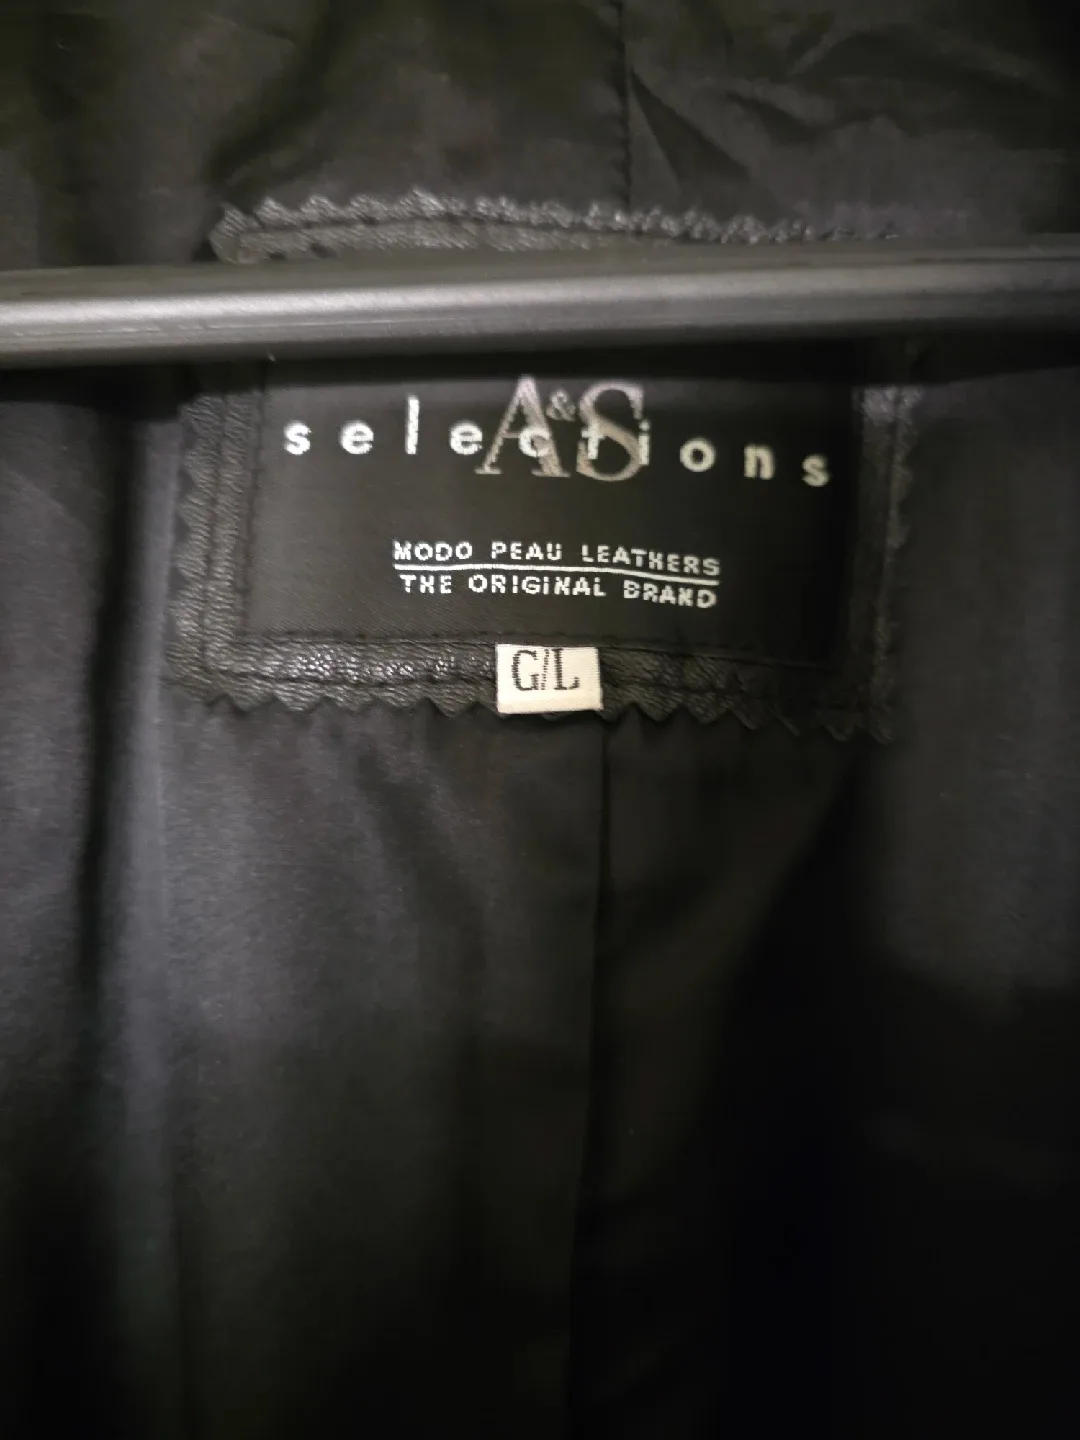 A&S
selections
MODO PEAU LEATHERS
THE ORIGINAL BRAND
G/L